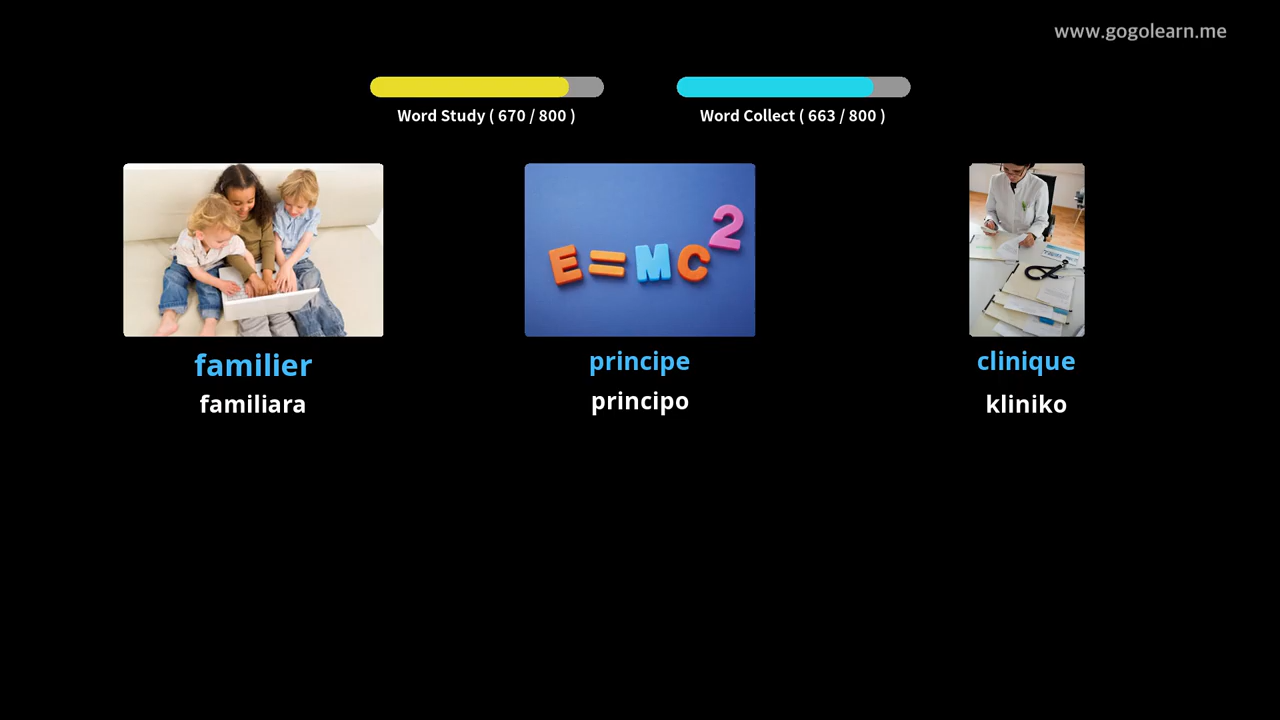 www.gogolearn.me
Word Study ( 670 / 800 )
Word Collect ( 663 / 800 )
E=MC2
familier
principe
clinique
familiara
principo
kliniko